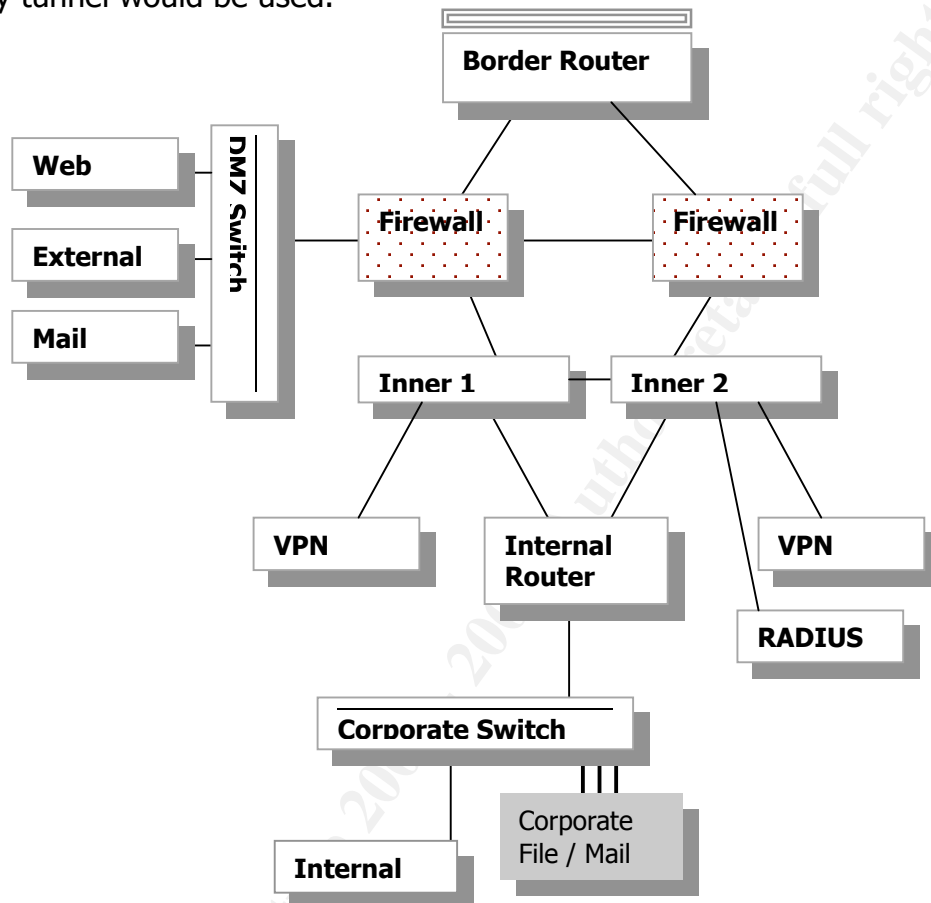 y tunnel would be used.
Border Router
Web
External
Mail
DMZ Switch
Firewall
Firewall
Inner 1
Inner 2
VPN
Internal
Router
VPN
RADIUS
Corporate Switch
Corporate
File / Mail
Internal